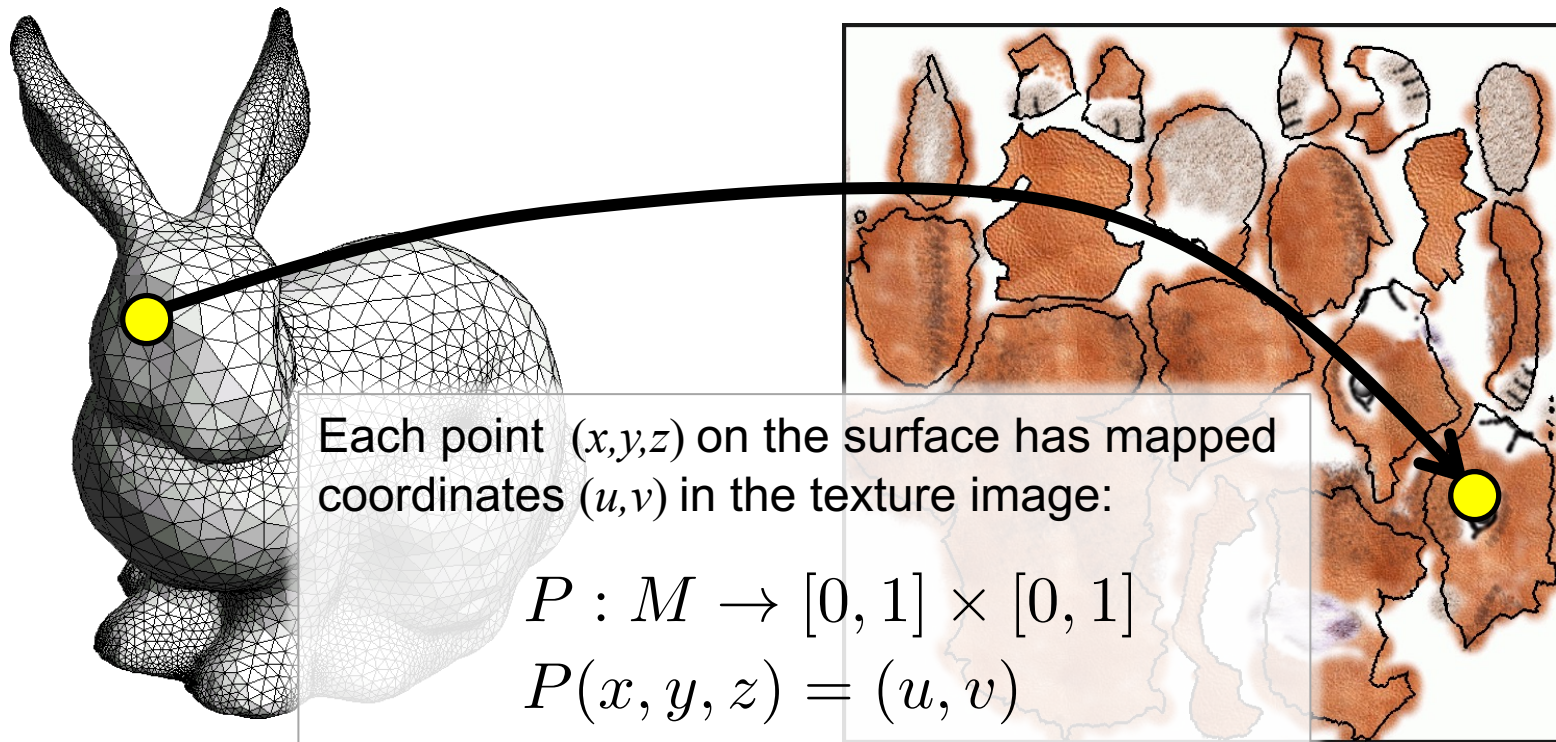 Each point (x,y,z) on the surface has mapped
coordinates (u,v) in the texture image:
P : M → [0, 1] × [0, 1]
P(x, y, z) = (u, v)